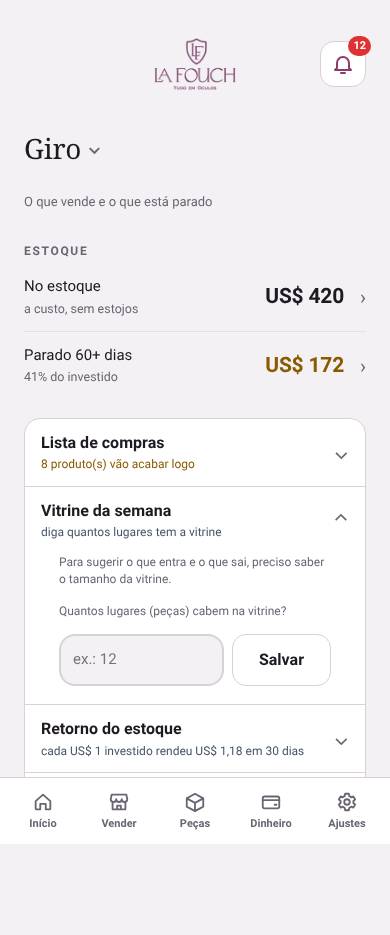 LF
LA FOUCH
TUDO EM ÓCULOS
12
Giro
O que vende e o que está parado
ESTOQUE
No estoque
a custo, sem estojos
US$ 420
Parado 60+ dias
41% do investido
US$ 172
Lista de compras
8 produto(s) vão acabar logo
Vitrine da semana
diga quantos lugares tem a vitrine
Para sugerir o que entra e o que sai, preciso saber
o tamanho da vitrine.
Quantos lugares (peças) cabem na vitrine?
ex.: 12
Salvar
Retorno do estoque
cada US$ 1 investido rendeu US$ 1,18 em 30 dias
Início
Vender
Peças
Dinheiro
Ajustes